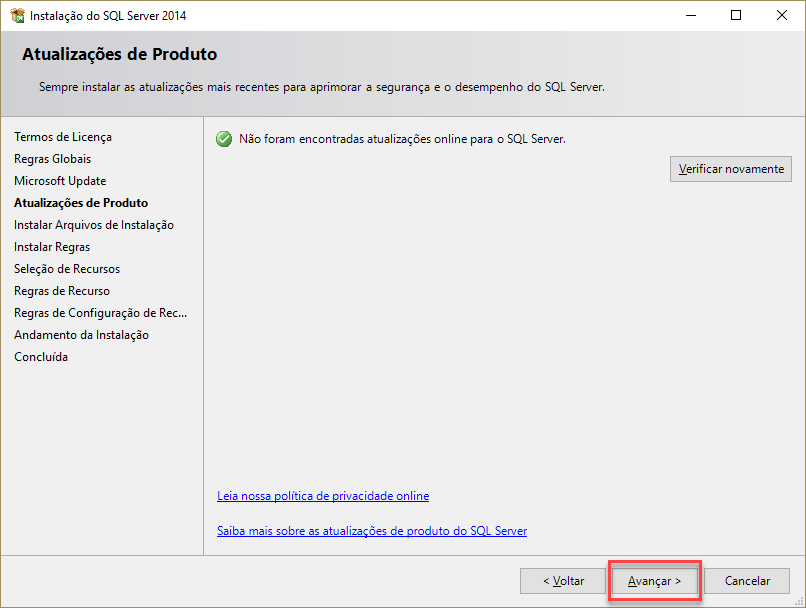 Instalação do SQL Server 2014
Atualizações de Produto
Sempre instalar as atualizações mais recentes para aprimorar a segurança e o desempenho do SQL Server.
Termos de Licença
Regras Globais
Microsoft Update
Atualizações de Produto
Instalar Arquivos de Instalação
Instalar Regras
Seleção de Recursos
Regras de Recurso
Regras de Configuração de Rec...
Andamento da Instalação
Concluída
Não foram encontradas atualizações online para o SQL Server.
Verificar novamente
Leia nossa política de privacidade online
Saiba mais sobre as atualizações de produto do SQL Server
< Voltar
Avançar >
Cancelar